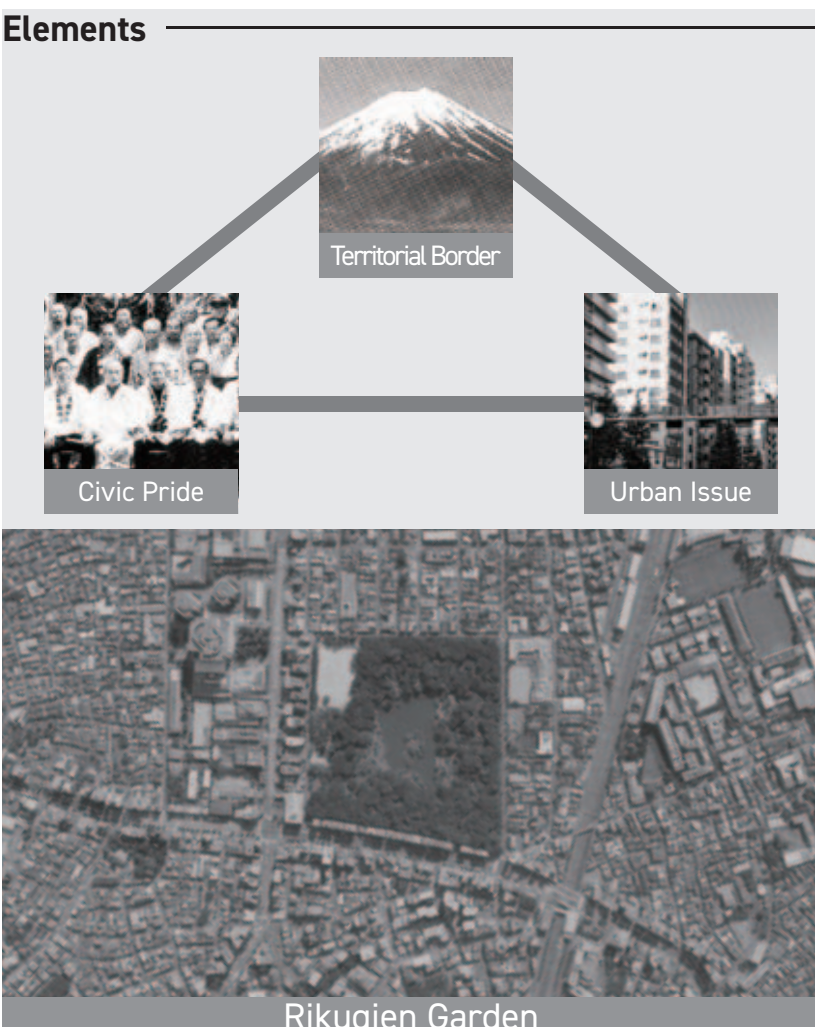 Elements
Territorial Border
Civic Pride
Urban Issue
Rikugien Garden